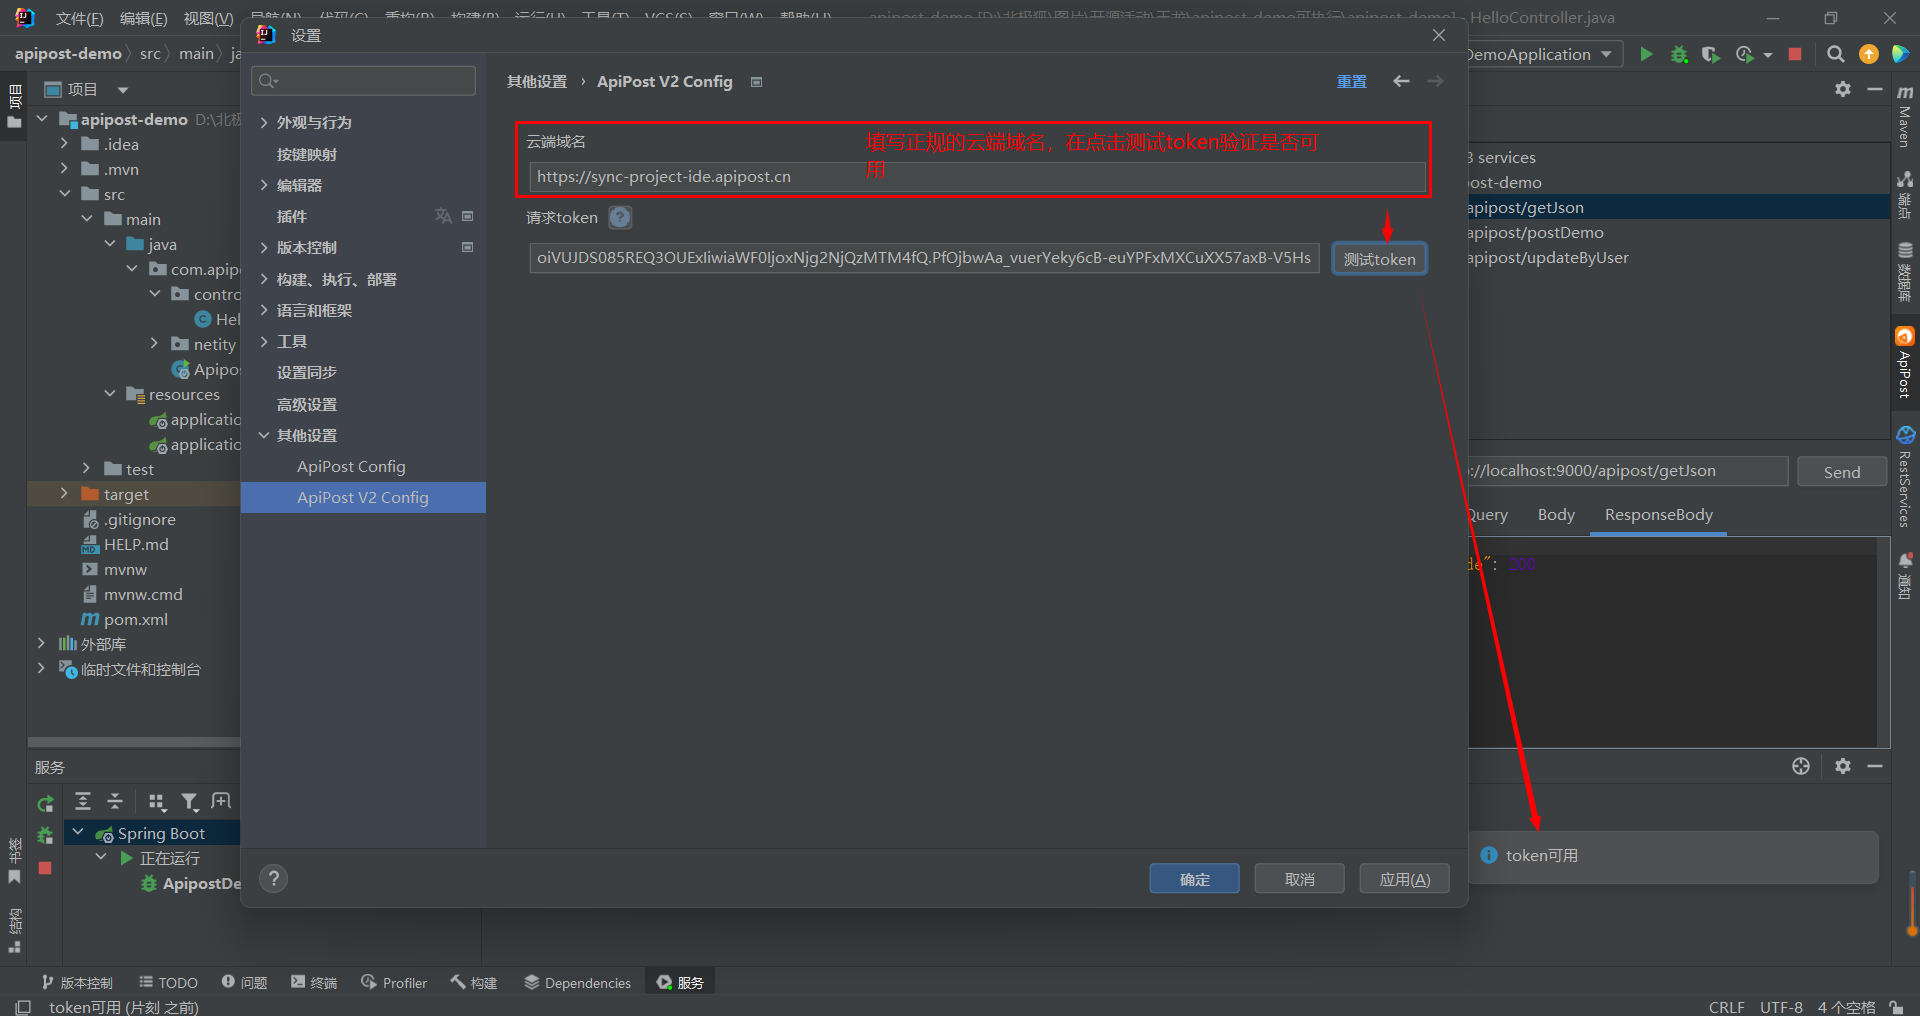 文件(F) 编辑(E) 视图(V)
HelloController.java
apipost-demo src main
DemoApplication
设置
项目
项目
apipost-demo
.idea
.mvn
src
main
java
netity
resources
test
target
.gitignore
HELP.md
mvnw
mvnw.cmd
pom.xml
外部库
临时文件和控制台
外观与行为
按键映射
编辑器
插件
版本控制
构建、执行、部署
语言和框架
工具
设置同步
高级设置
其他设置
ApiPost Config
ApiPost V2 Config
其他设置 › ApiPost V2 Config
重置
云端域名
填写正规的云端域名，在点击测试token验证是否可
用
https://sync-project-ide.apipost.cn
请求token
?
oiVUJDS085REQ3OUExIiwiaWF0IjoxNjg2NjQzMTM4fQ.PfOjbwAa_vuerYeky6cB-euYPFxMXCuXX57axB-V5Hs
测试token
?
确定
取消
应用(A)
3 services
post-demo
apipost/getJson
apipost/postDemo
apipost/updateByUser
://localhost:9000/apipost/getJson
Send
Query
Body
ResponseBody
de": 200
token可用
Maven
端点
数据库
ApiPost
RestServices
通知
服务
Spring Boot
正在运行
ApipostDe
书签
结构
版本控制
TODO
问题
终端
Profiler
构建
Dependencies
服务
token可用 (片刻 之前)
CRLF
UTF-8
4 个空格